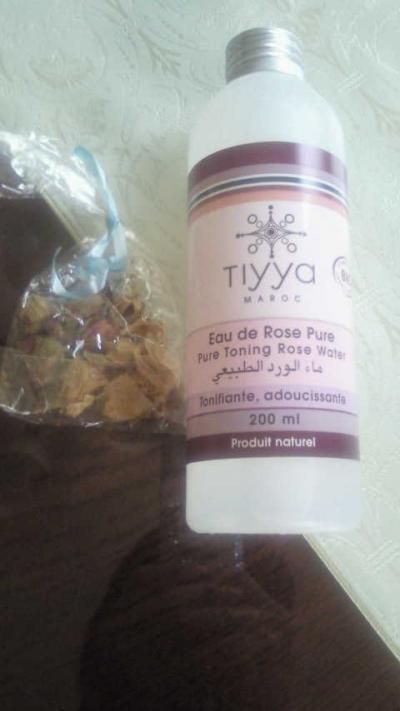 Tiyya
MAROC
BIO
Eau de Rose Pure
Pure Toning Rose Water
ماء الورد الطبيعي
Tonifiante, adoucissante
200 ml
Produit naturel